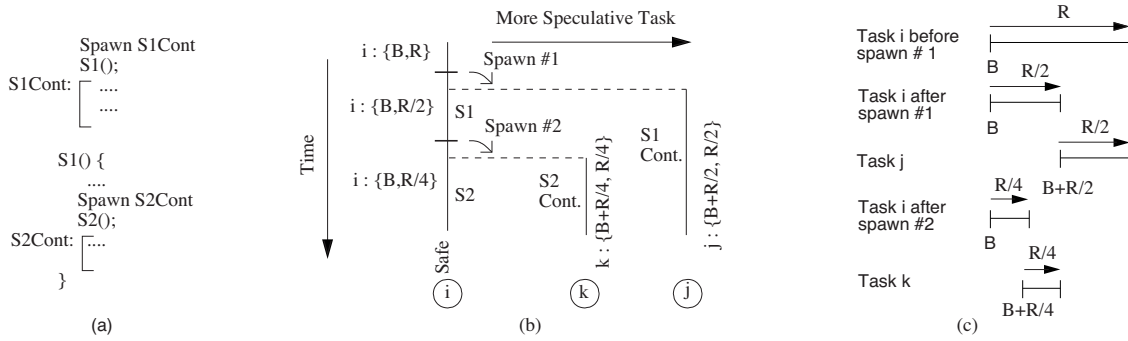 Spawn S1Cont
S1();
S1Cont: ....
....
S1() {
....
Spawn S2Cont
S2();
S2Cont: ....
}
(a)
More Speculative Task
i : {B,R}
Spawn #1
i : {B,R/2}
S1
Spawn #2
S1
Cont.
Time
i : {B,R/4}
S2
S2
Cont.
k : {B+R/4, R/4}
j : {B+R/2, R/2}
Safe
i
k
j
(b)
R
Task i before
spawn # 1
B
R/2
Task i after
spawn #1
B
R/2
Task j
B+R/2
R/4
Task i after
spawn #2
B
R/4
Task k
B+R/4
(c)